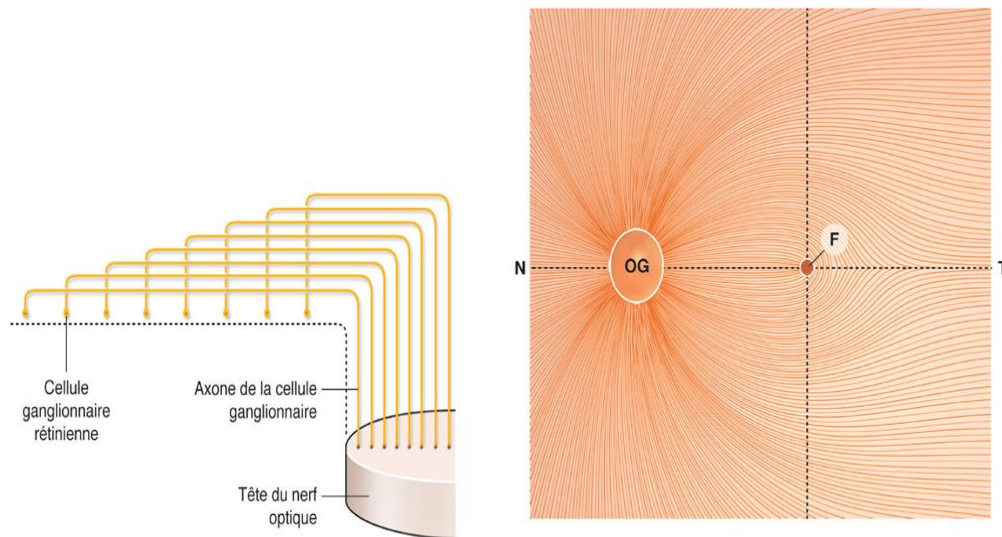 Cellule
ganglionnaire
rétinienne
Axone de la cellule
ganglionnaire
Tête du nerf
optique
N
OG
F
T